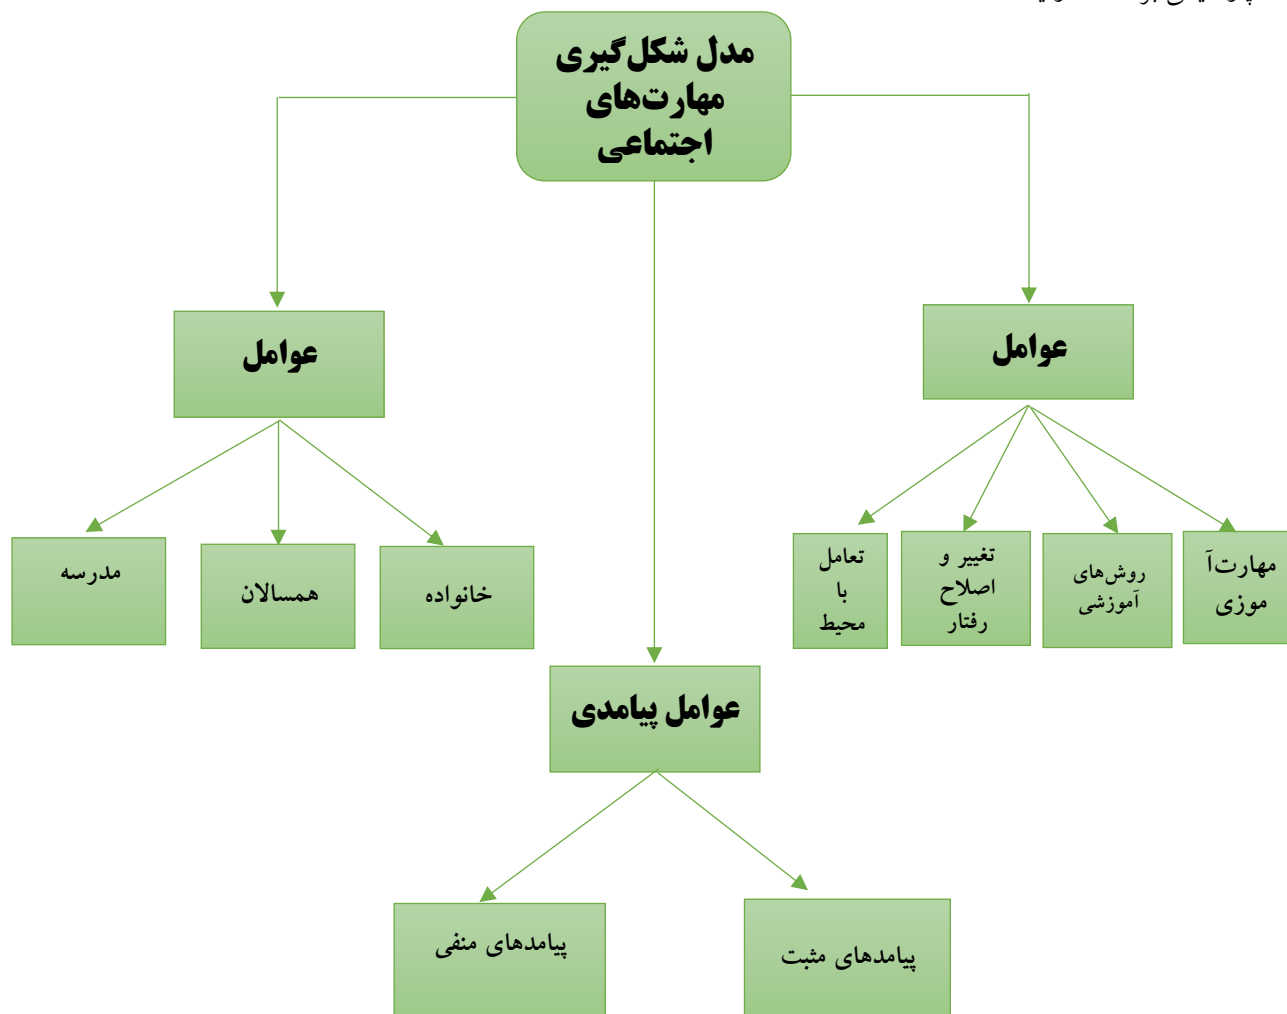 مدل شکل‌گیری
مهارت‌های
اجتماعی
عوامل
عوامل
مهارت‌آ
موزی
روش‌های
آموزشی
تغییر و
اصلاح
رفتار
تعامل
با
محیط
خانواده
همسالان
مدرسه
عوامل پیامدی
پیامدهای مثبت
پیامدهای منفی